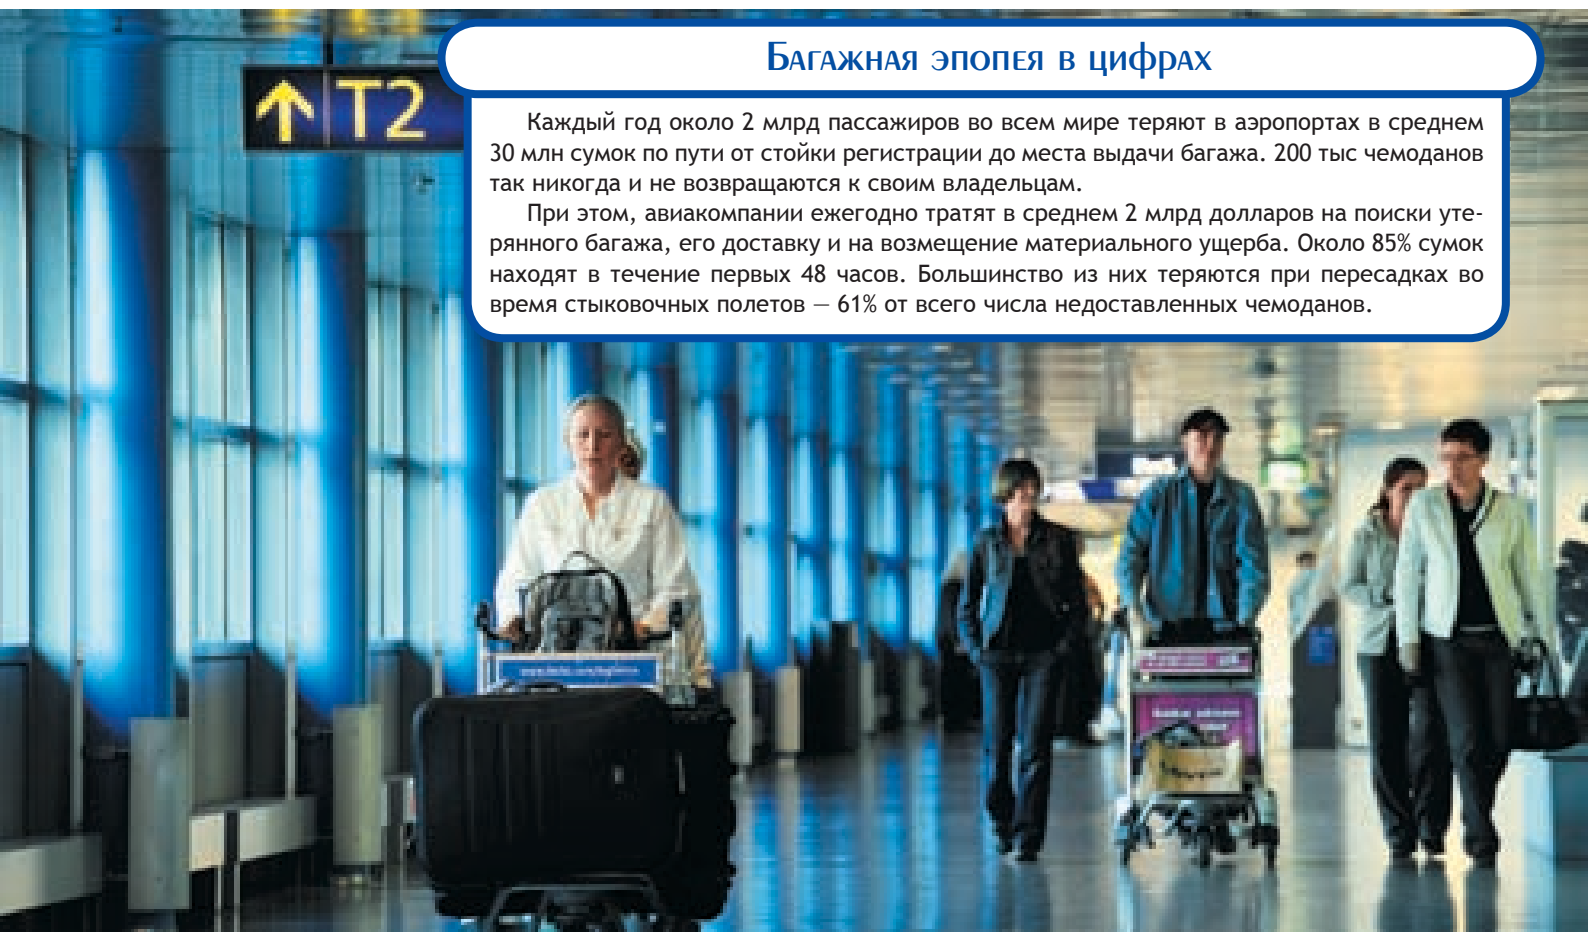 Багажная эпопея в цифрах
Каждый год около 2 млрд пассажиров во всем мире теряют в аэропортах в среднем
30 млн сумок по пути от стойки регистрации до места выдачи багажа. 200 тыс чемоданов
так никогда и не возвращаются к своим владельцам.
При этом, авиакомпании ежегодно тратят в среднем 2 млрд долларов на поиски уте-
рянного багажа, его доставку и на возмещение материального ущерба. Около 85% сумок
находят в течение первых 48 часов. Большинство из них теряются при пересадках во
время стыковочных полетов — 61% от всего числа недоставленных чемоданов.
↑ T2